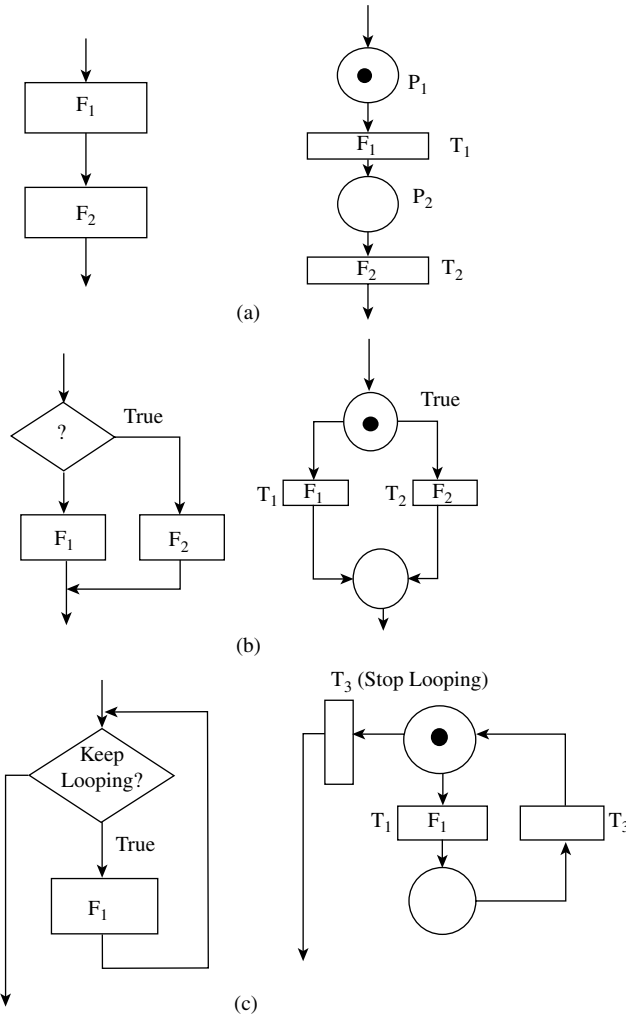 F1
F2
P1
F1 T1
P2
F2 T2
(a)
?
True
F1
F2
True
T1 F1
T2 F2
(b)
Keep
Looping?
True
F1
T3 (Stop Looping)
T1 F1
T3
(c)